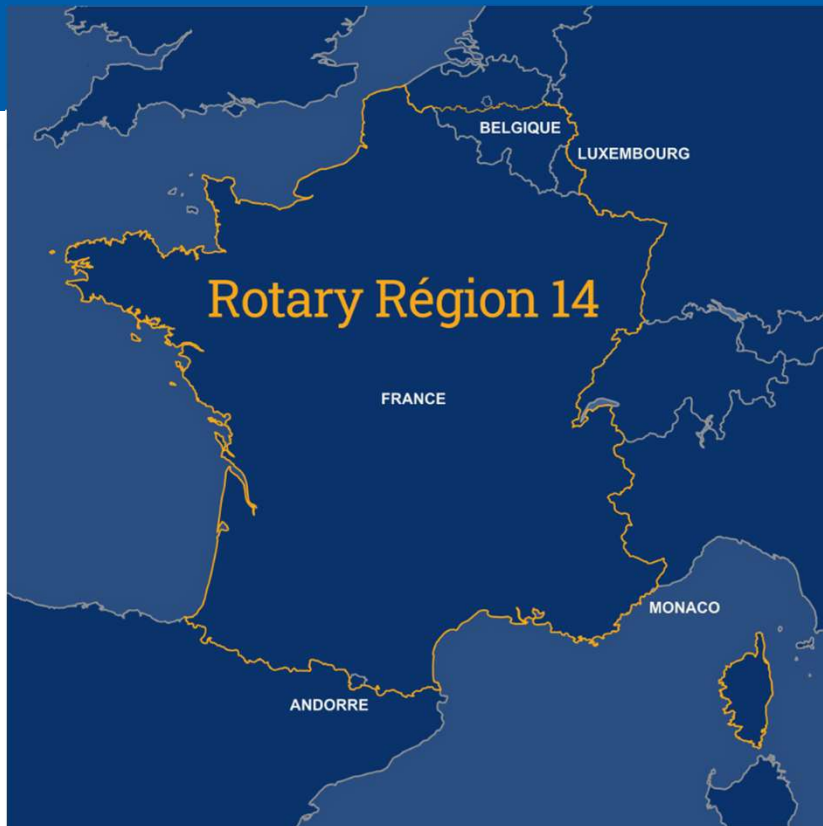 BELGIQUE
LUXEMBOURG
Rotary Région 14
FRANCE
MONACO
ANDORRE